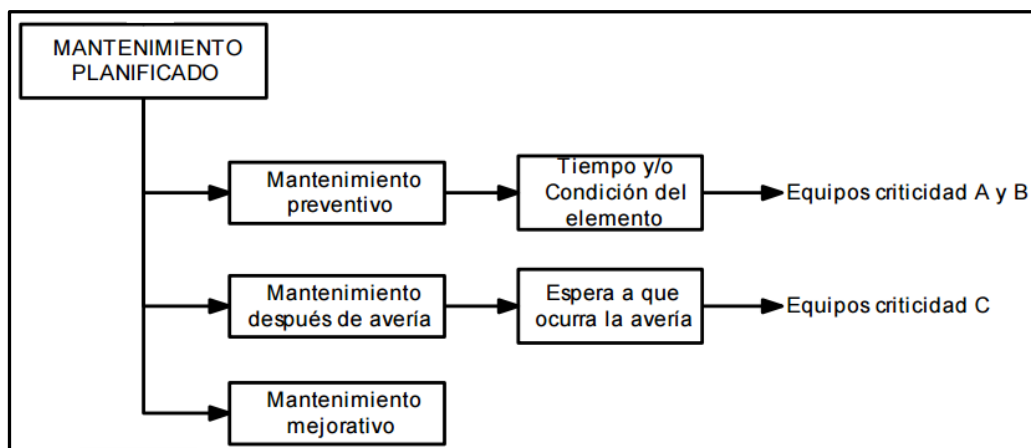 MANTENIMIENTO
PLANIFICADO
Mantenimiento
preventivo
Tiempo y/o
Condición del
elemento
Equipos criticidad A y B
Mantenimiento
después de avería
Espera a que
ocurra la avería
Equipos criticidad C
Mantenimiento
mejorativo